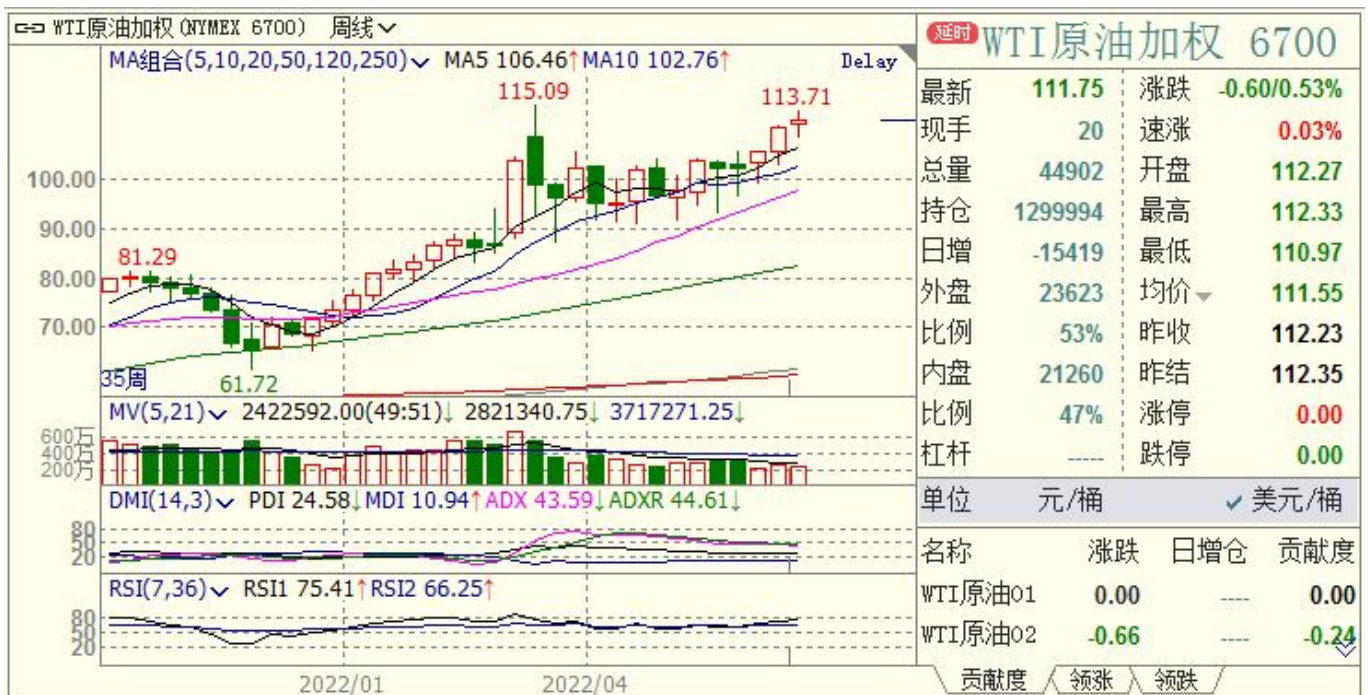 WTI原油加权(NYMEX 6700) 周线
MA组合(5,10,20,50,120,250) MA5 106.46↑MA10 102.76↑ Delay
115.09
113.71
100.00
90.00
81.29
80.00
70.00
35周
61.72
MV(5,21) 2422592.00(49:51)↓ 2821340.75↓ 3717271.25↓
600万
400万
200万
DMI(14,3) PDI 24.58↓MDI 10.94↑ADX 43.59↓ADXR 44.61↓
80
50
20
RSI(7,36) RSI1 75.41↑RSI2 66.25↑
80
50
20
2022/01 2022/04
延时 WTI原油加权 6700
最新 111.75 涨跌 -0.60/0.53%
现手 20 速涨 0.03%
总量 44902 开盘 112.27
持仓 1299994 最高 112.33
日增 -15419 最低 110.97
外盘 23623 均价 111.55
比例 53% 昨收 112.23
内盘 21260 昨结 112.35
比例 47% 涨停 0.00
杠杆 ----- 跌停 0.00
单位 元/桶 ✓ 美元/桶
名称 涨跌 日增仓 贡献度
WTI原油01 0.00 ---- 0.00
WTI原油02 -0.66 ---- -0.24
贡献度 领涨 领跌